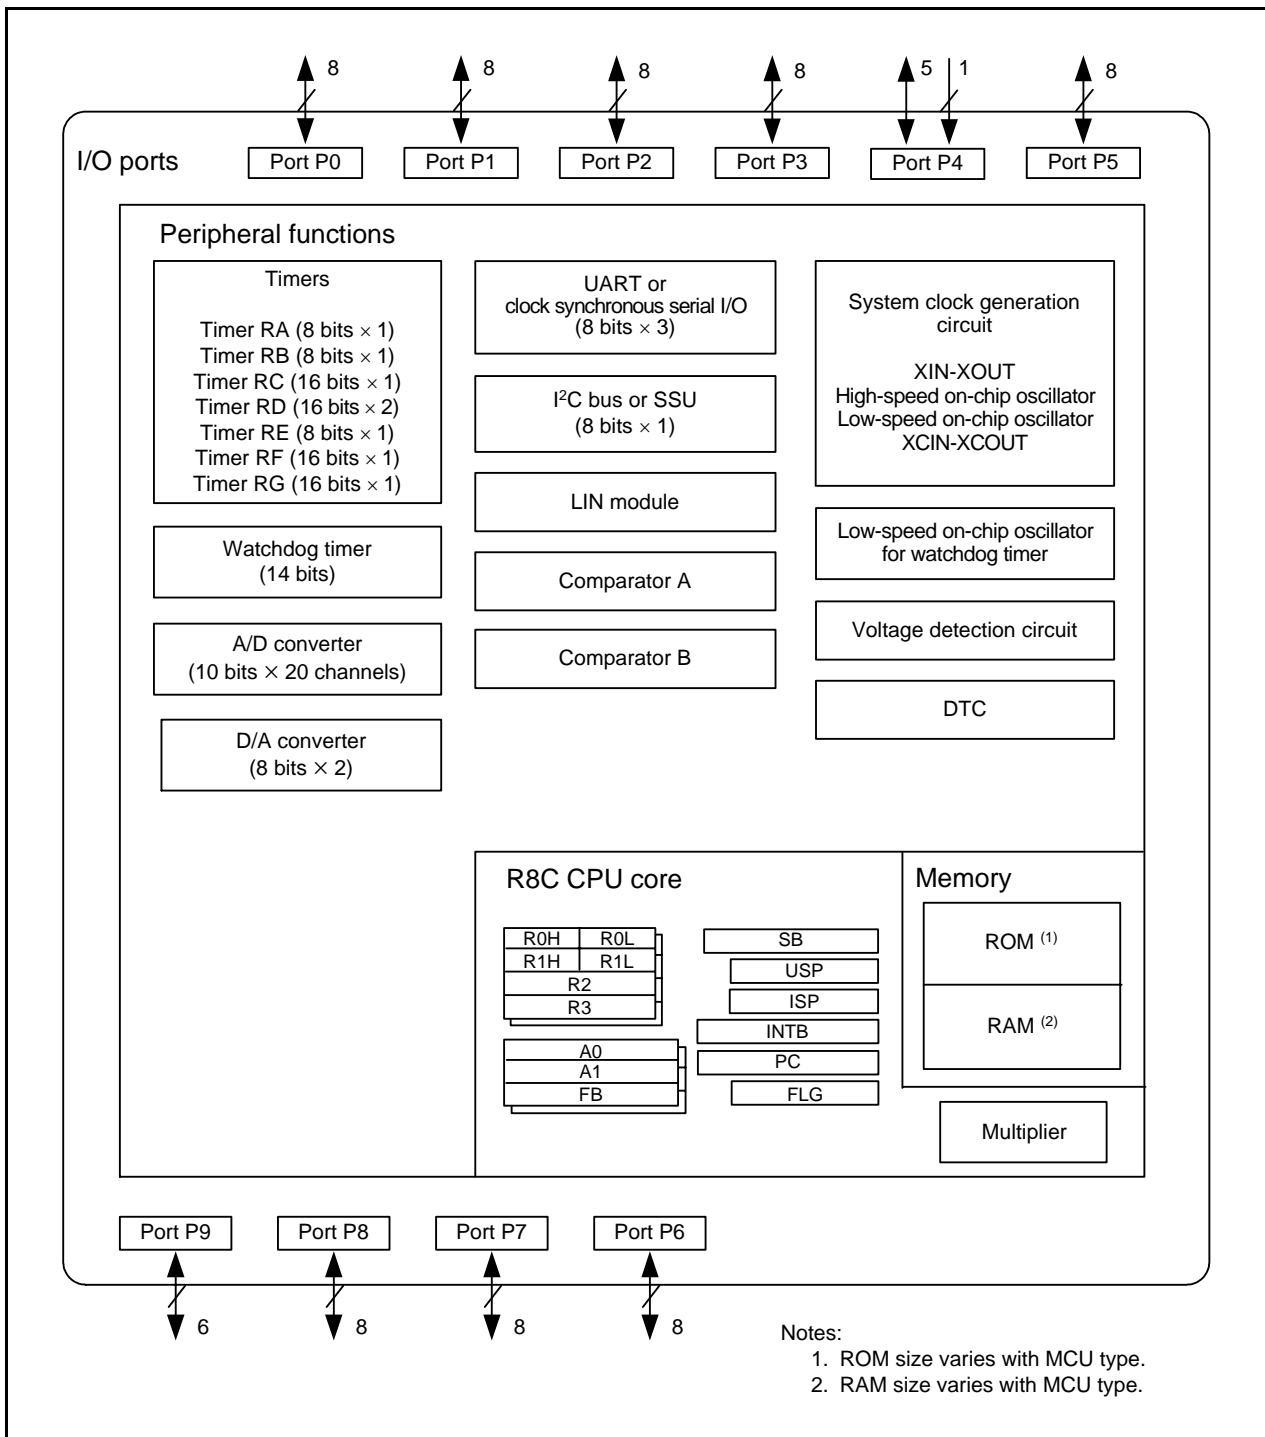 8 8 8 8 5 1 8
I/O ports
Port P0 Port P1 Port P2 Port P3 Port P4 Port P5
Peripheral functions
Timers
Timer RA (8 bits × 1)
Timer RB (8 bits × 1)
Timer RC (16 bits × 1)
Timer RD (16 bits × 2)
Timer RE (8 bits × 1)
Timer RF (16 bits × 1)
Timer RG (16 bits × 1)
Watchdog timer
(14 bits)
A/D converter
(10 bits × 20 channels)
D/A converter
(8 bits × 2)
UART or
clock synchronous serial I/O
(8 bits × 3)
I²C bus or SSU
(8 bits × 1)
LIN module
Comparator A
Comparator B
System clock generation
circuit
XIN-XOUT
High-speed on-chip oscillator
Low-speed on-chip oscillator
XCIN-XCOUT
Low-speed on-chip oscillator
for watchdog timer
Voltage detection circuit
DTC
R8C CPU core
R0H R0L
R1H R1L
R2
R3
A0
A1
FB
SB
USP
ISP
INTB
PC
FLG
Memory
ROM (1)
RAM (2)
Multiplier
Port P9 Port P8 Port P7 Port P6
6 8 8 8
Notes:
1. ROM size varies with MCU type.
2. RAM size varies with MCU type.